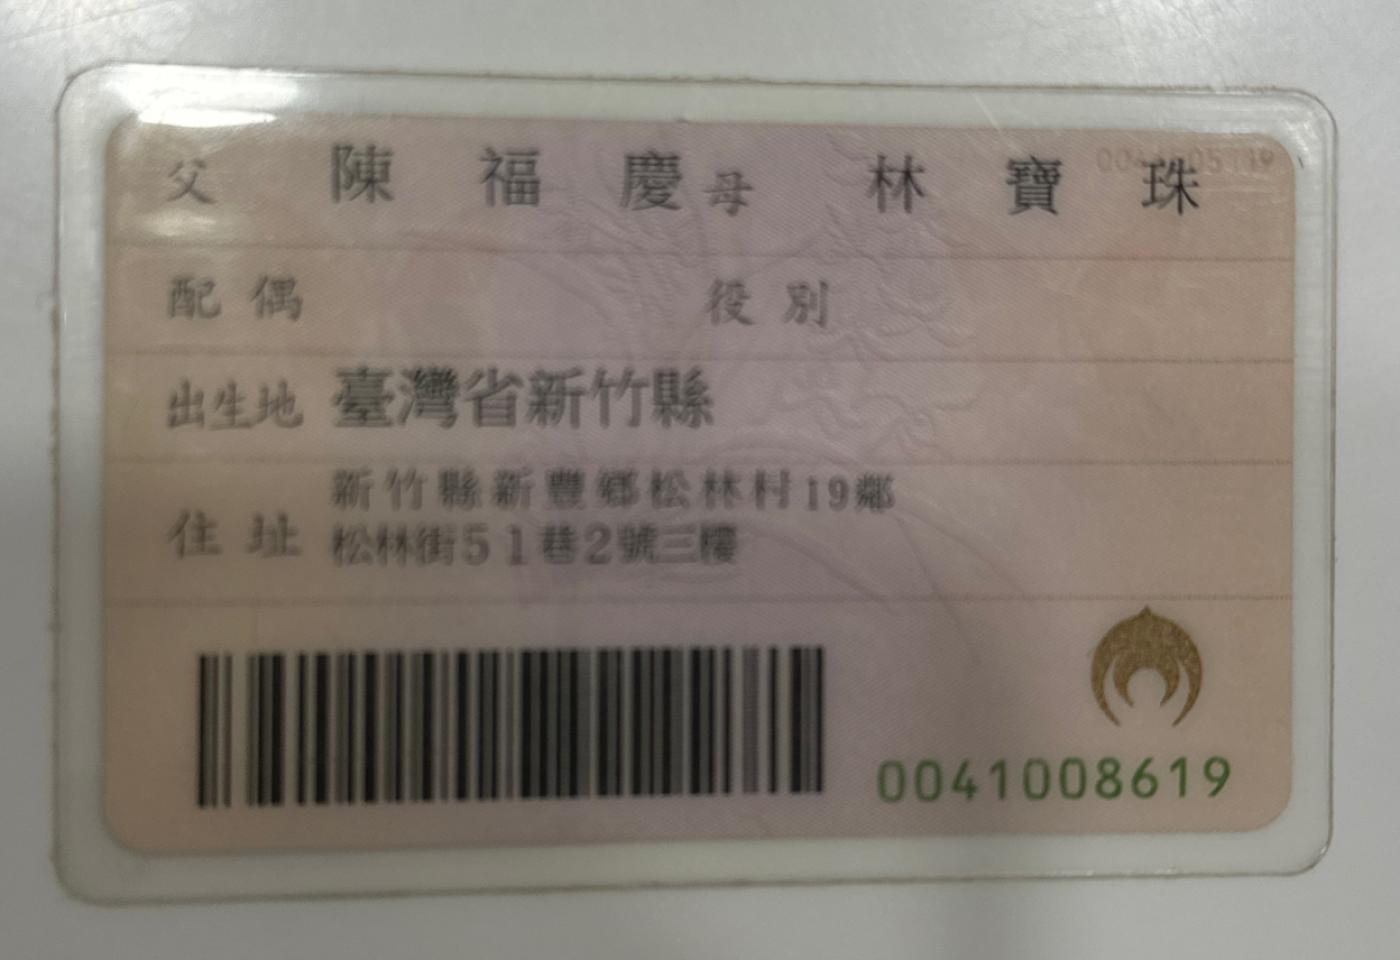 父 陳福慶 母 林寶珠
配偶 役別
出生地 臺灣省新竹縣
住址 新竹縣新豐鄉松林村19鄰
松林街51巷2號三樓
0041008619